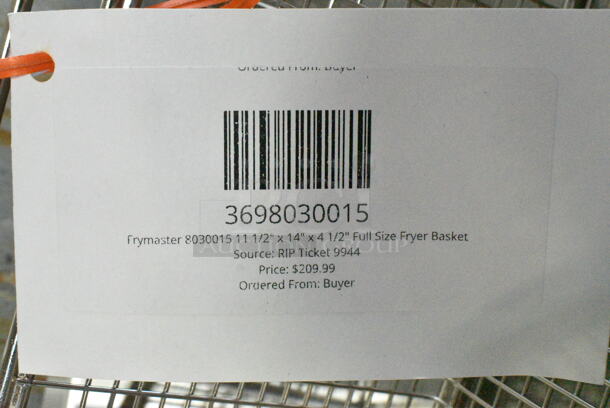 Ordered From: Buyer
3698030015
Frymaster 8030015 11 1/2" x 14" x 4 1/2" Full Size Fryer Basket
Source: RIP Ticket 9944
Price: $209.99
Ordered From: Buyer